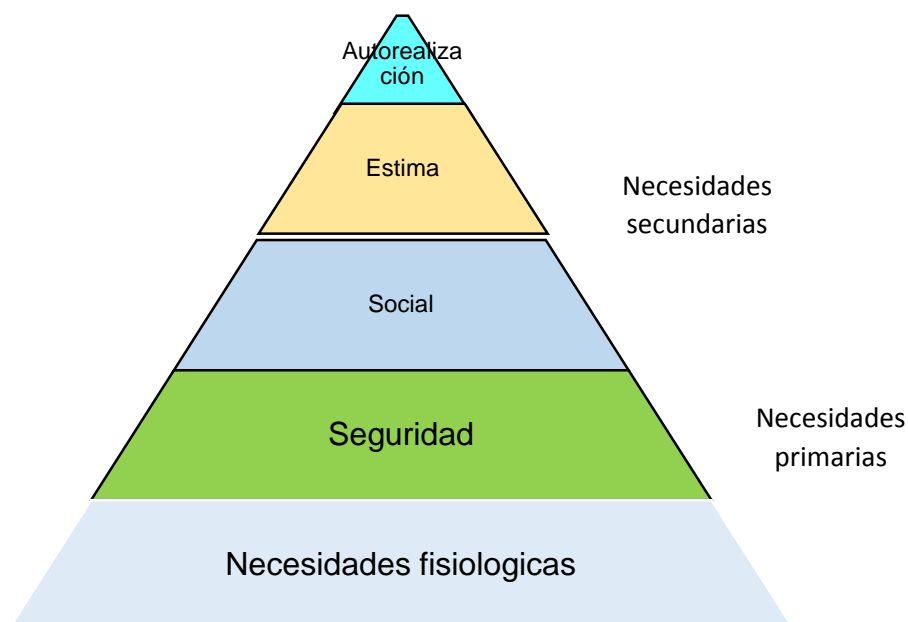 Autorealiza
ción
Estima
Necesidades
secundarias
Social
Seguridad
Necesidades
primarias
Necesidades fisiologicas